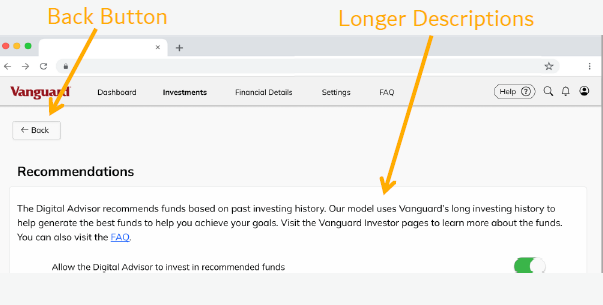 Back Button
Longer Descriptions
Vanguard
Dashboard
Investments
Financial Details
Settings
FAQ
Help
← Back
Recommendations
The Digital Advisor recommends funds based on past investing history. Our model uses Vanguard's long investing history to
help generate the best funds to help you achieve your goals. Visit the Vanguard Investor pages to learn more about the funds.
You can also visit the FAQ.
Allow the Digital Advisor to invest in recommended funds